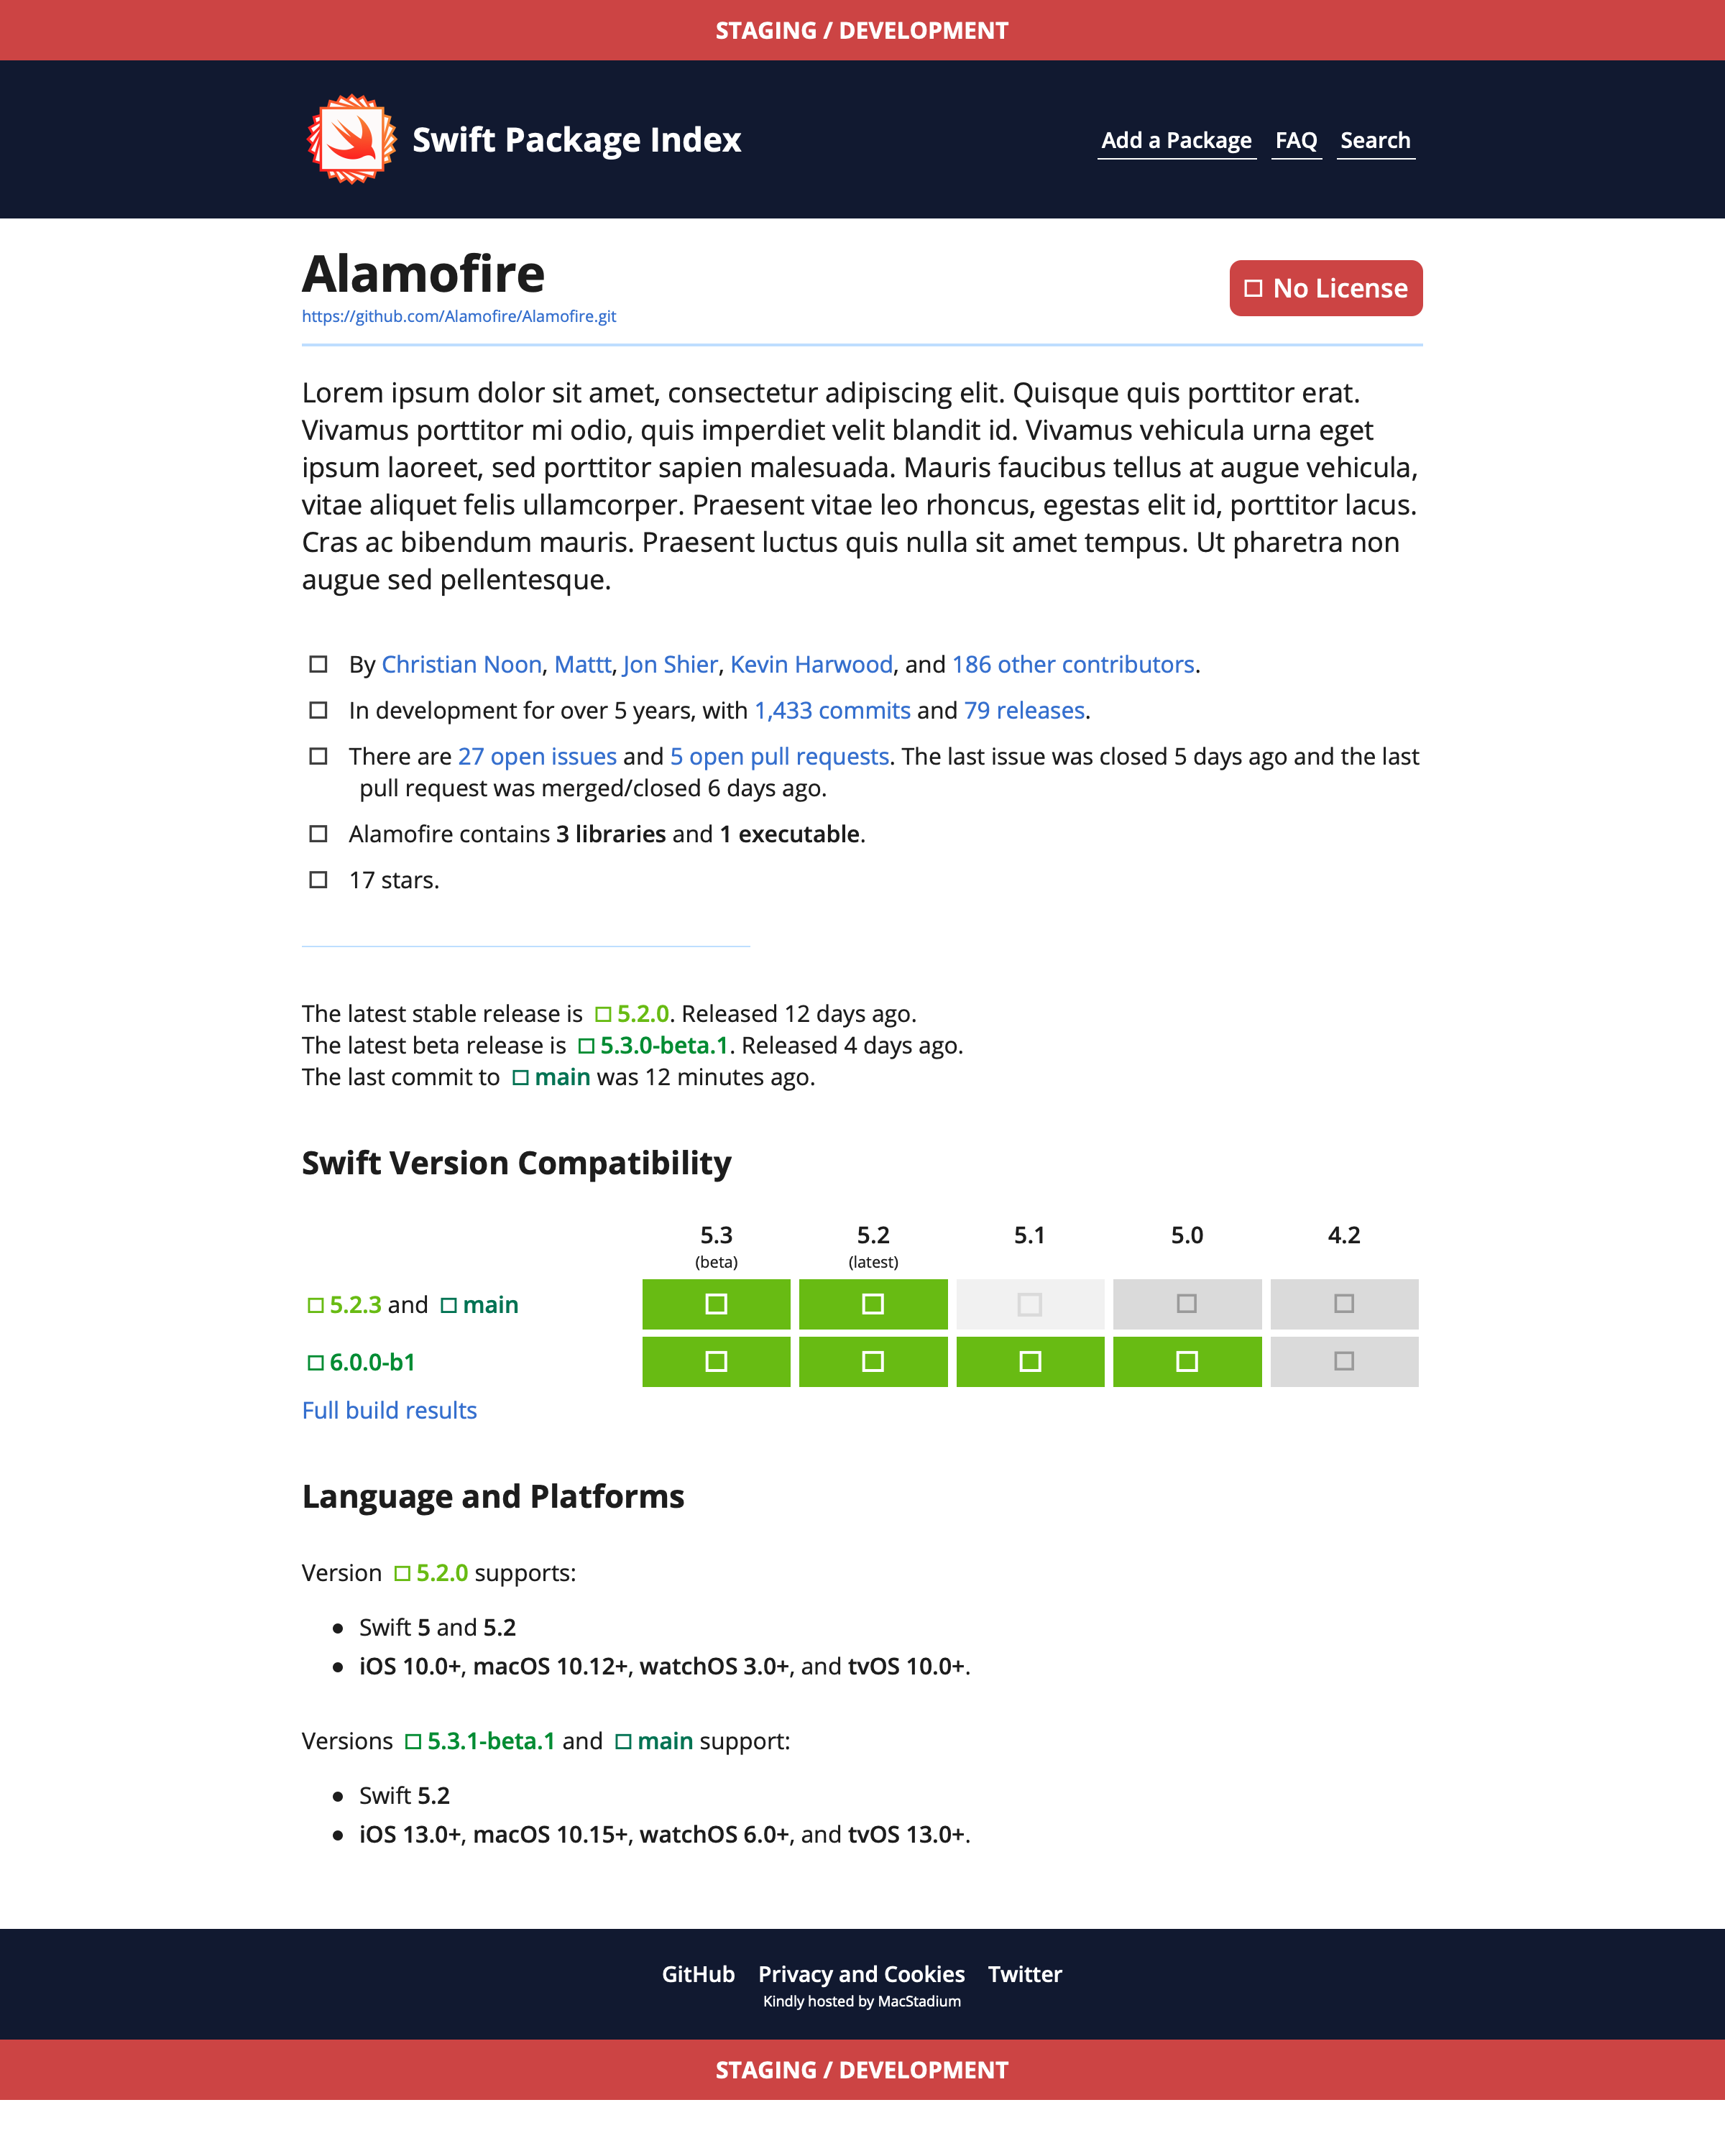 STAGING / DEVELOPMENT
Swift Package Index
Add a Package FAQ Search
Alamofire
No License
https://github.com/Alamofire/Alamofire.git
Lorem ipsum dolor sit amet, consectetur adipiscing elit. Quisque quis porttitor erat.
Vivamus porttitor mi odio, quis imperdiet velit blandit id. Vivamus vehicula urna eget
ipsum laoreet, sed porttitor sapien malesuada. Mauris faucibus tellus at augue vehicula,
vitae aliquet felis ullamcorper. Praesent vitae leo rhoncus, egestas elit id, porttitor lacus.
Cras ac bibendum mauris. Praesent luctus quis nulla sit amet tempus. Ut pharetra non
augue sed pellentesque.
By Christian Noon, Mattt, Jon Shier, Kevin Harwood, and 186 other contributors.
In development for over 5 years, with 1,433 commits and 79 releases.
There are 27 open issues and 5 open pull requests. The last issue was closed 5 days ago and the last
pull request was merged/closed 6 days ago.
Alamofire contains 3 libraries and 1 executable.
17 stars.
The latest stable release is 5.2.0. Released 12 days ago.
The latest beta release is 5.3.0-beta.1. Released 4 days ago.
The last commit to main was 12 minutes ago.
Swift Version Compatibility
5.3 5.2 5.1 5.0 4.2
(beta) (latest)
5.2.3 and main
6.0.0-b1
Full build results
Language and Platforms
Version 5.2.0 supports:
● Swift 5 and 5.2
● iOS 10.0+, macOS 10.12+, watchOS 3.0+, and tvOS 10.0+.
Versions 5.3.1-beta.1 and main support:
● Swift 5.2
● iOS 13.0+, macOS 10.15+, watchOS 6.0+, and tvOS 13.0+.
GitHub Privacy and Cookies Twitter
Kindly hosted by MacStadium
STAGING / DEVELOPMENT